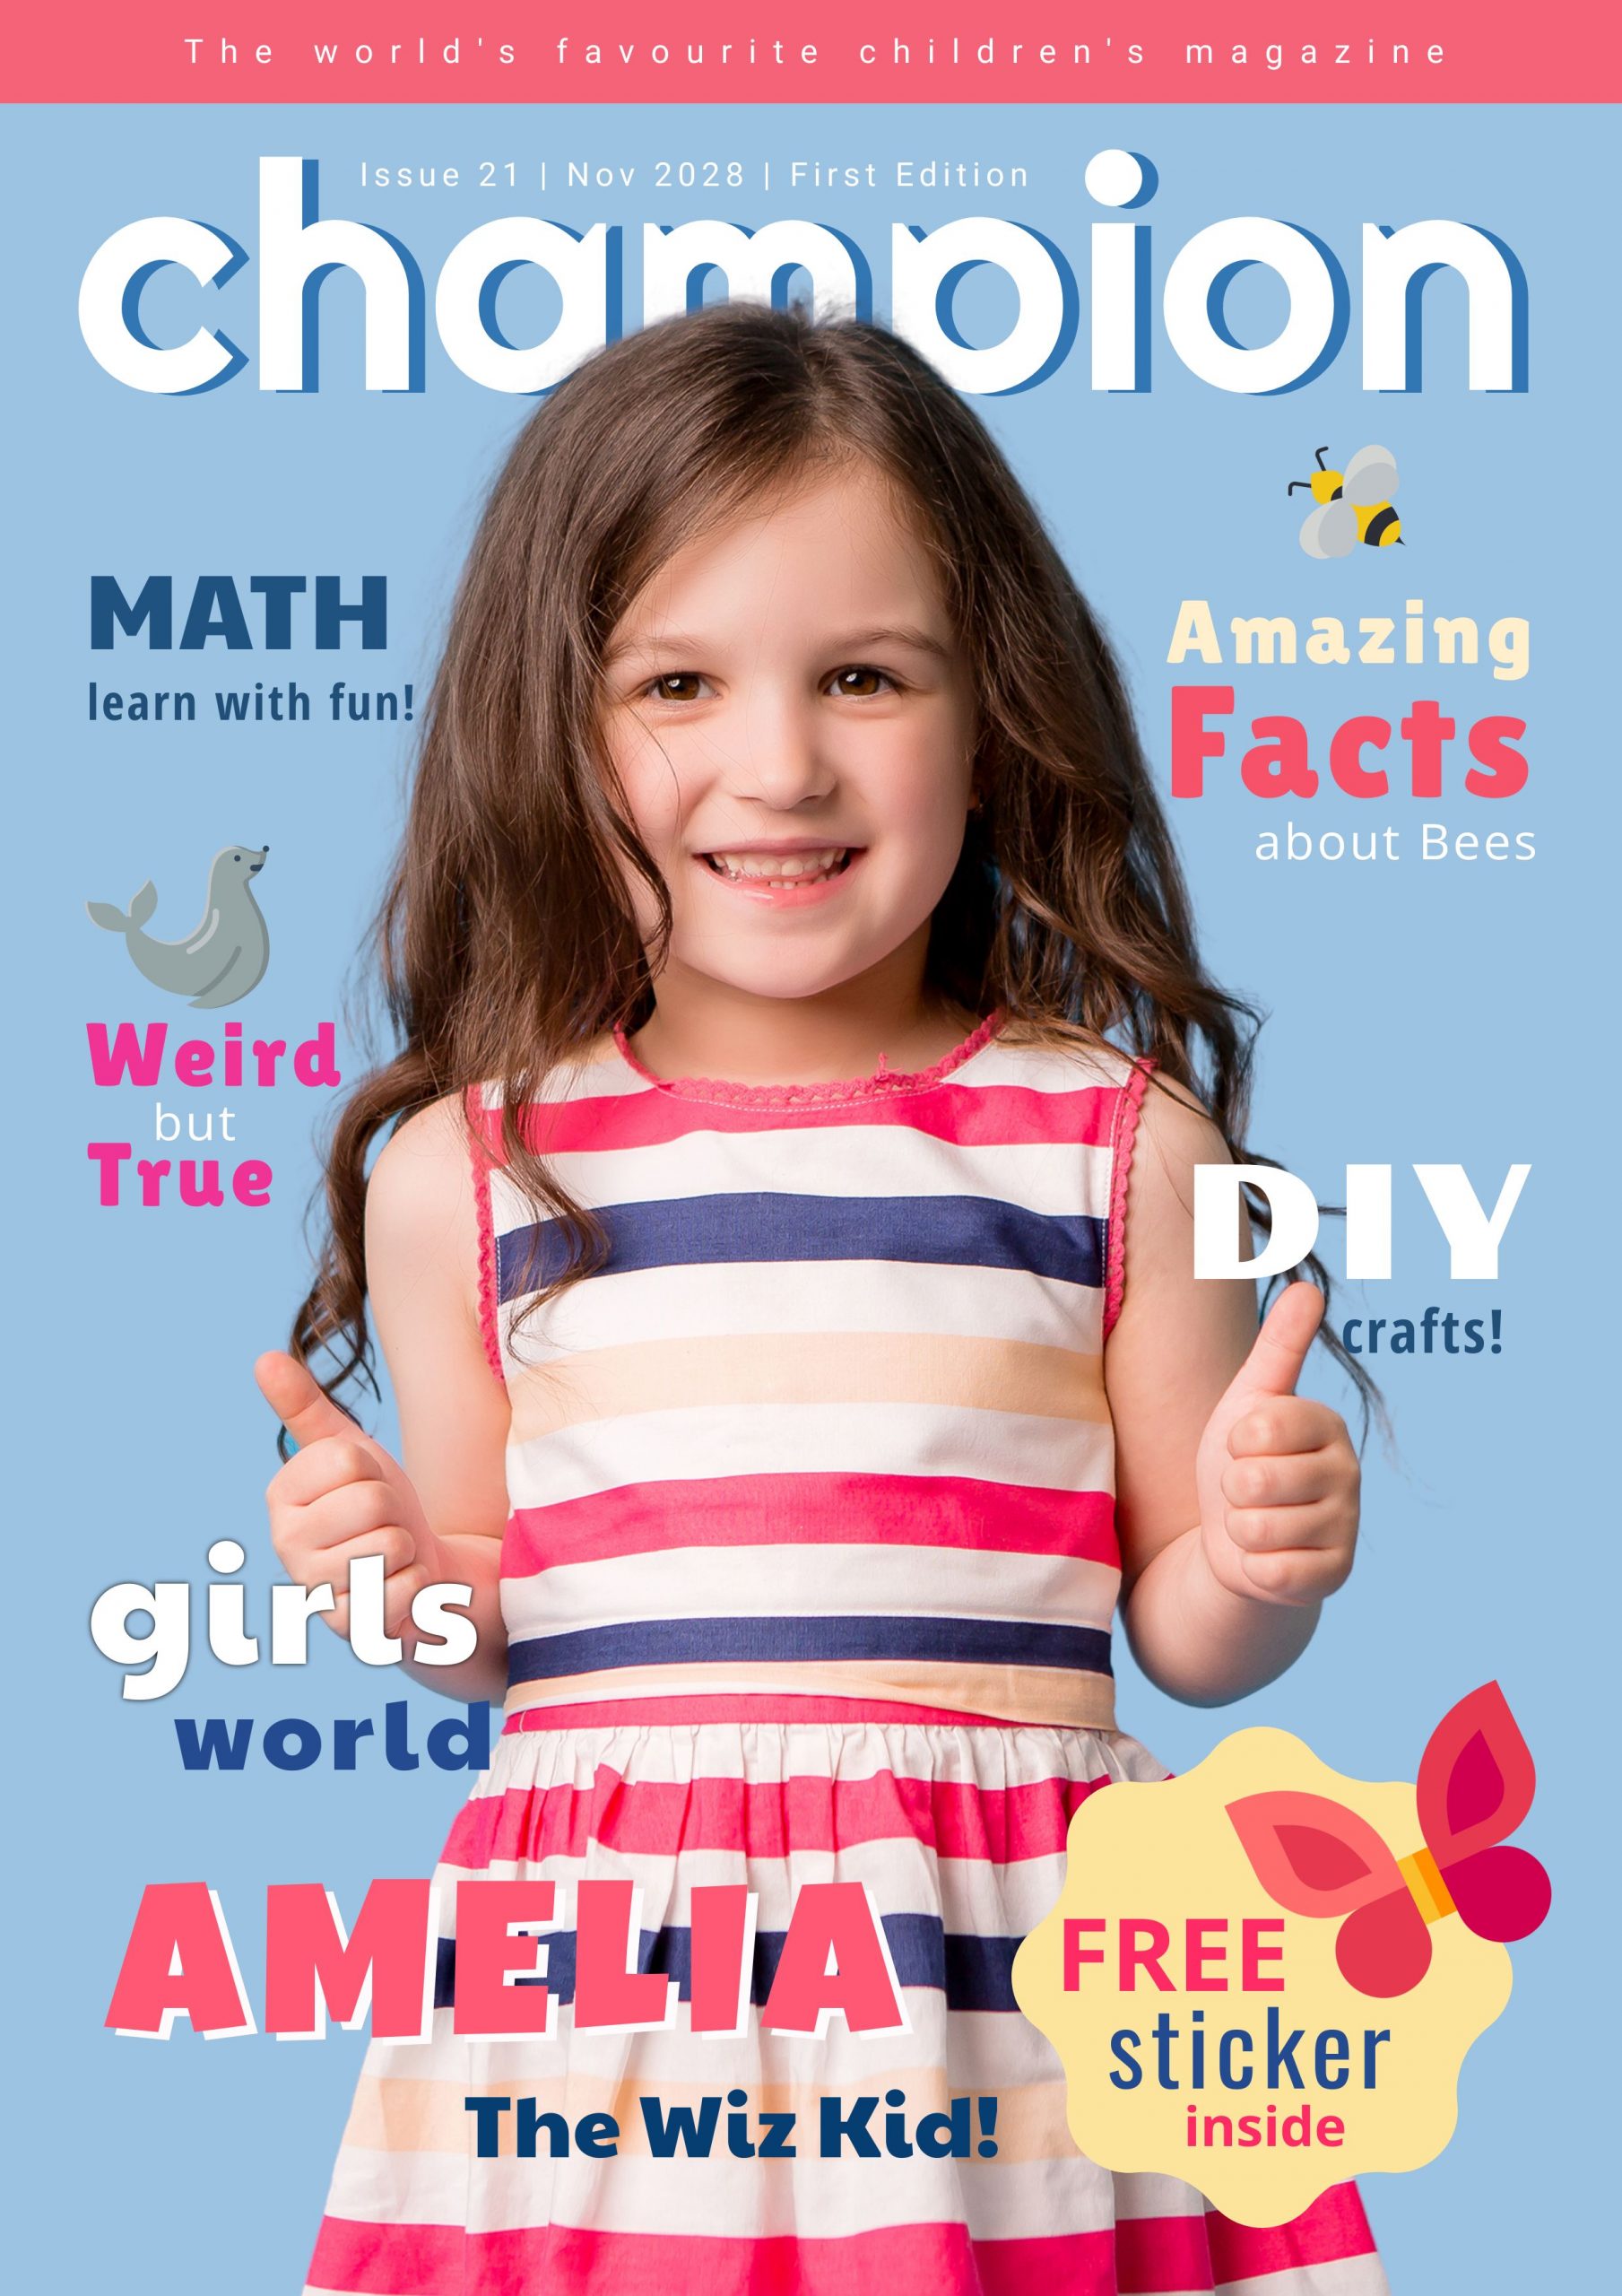 The world's favourite children's magazine
Issue 21 | Nov 2028 | First Edition
champion
MATH
learn with fun!
Amazing
Facts
about Bees
Weird
but
True
DIY
crafts!
girls
world
AMELIA
The Wiz Kid!
FREE
sticker
inside